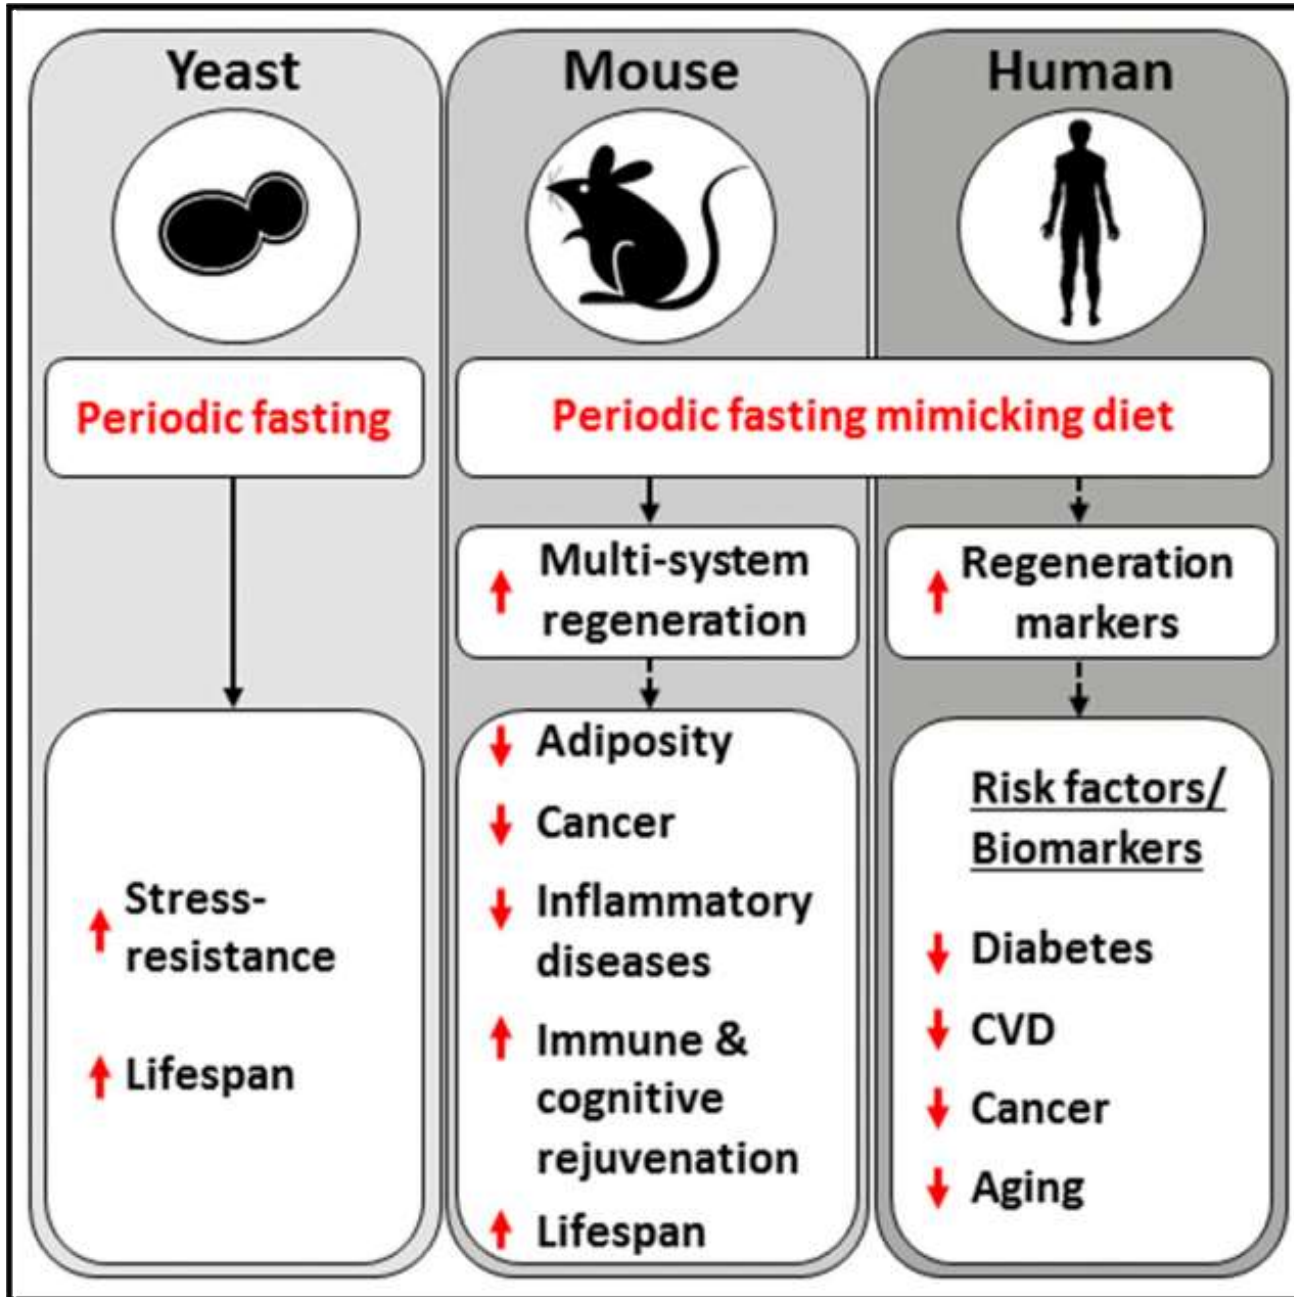 Yeast
Periodic fasting
Stress-
resistance
Lifespan
Mouse
Human
Periodic fasting mimicking diet
Multi-system
regeneration
Adiposity
Cancer
Inflammatory
diseases
Immune &
cognitive
rejuvenation
Lifespan
Regeneration
markers
Risk factors/
Biomarkers
Diabetes
CVD
Cancer
Aging